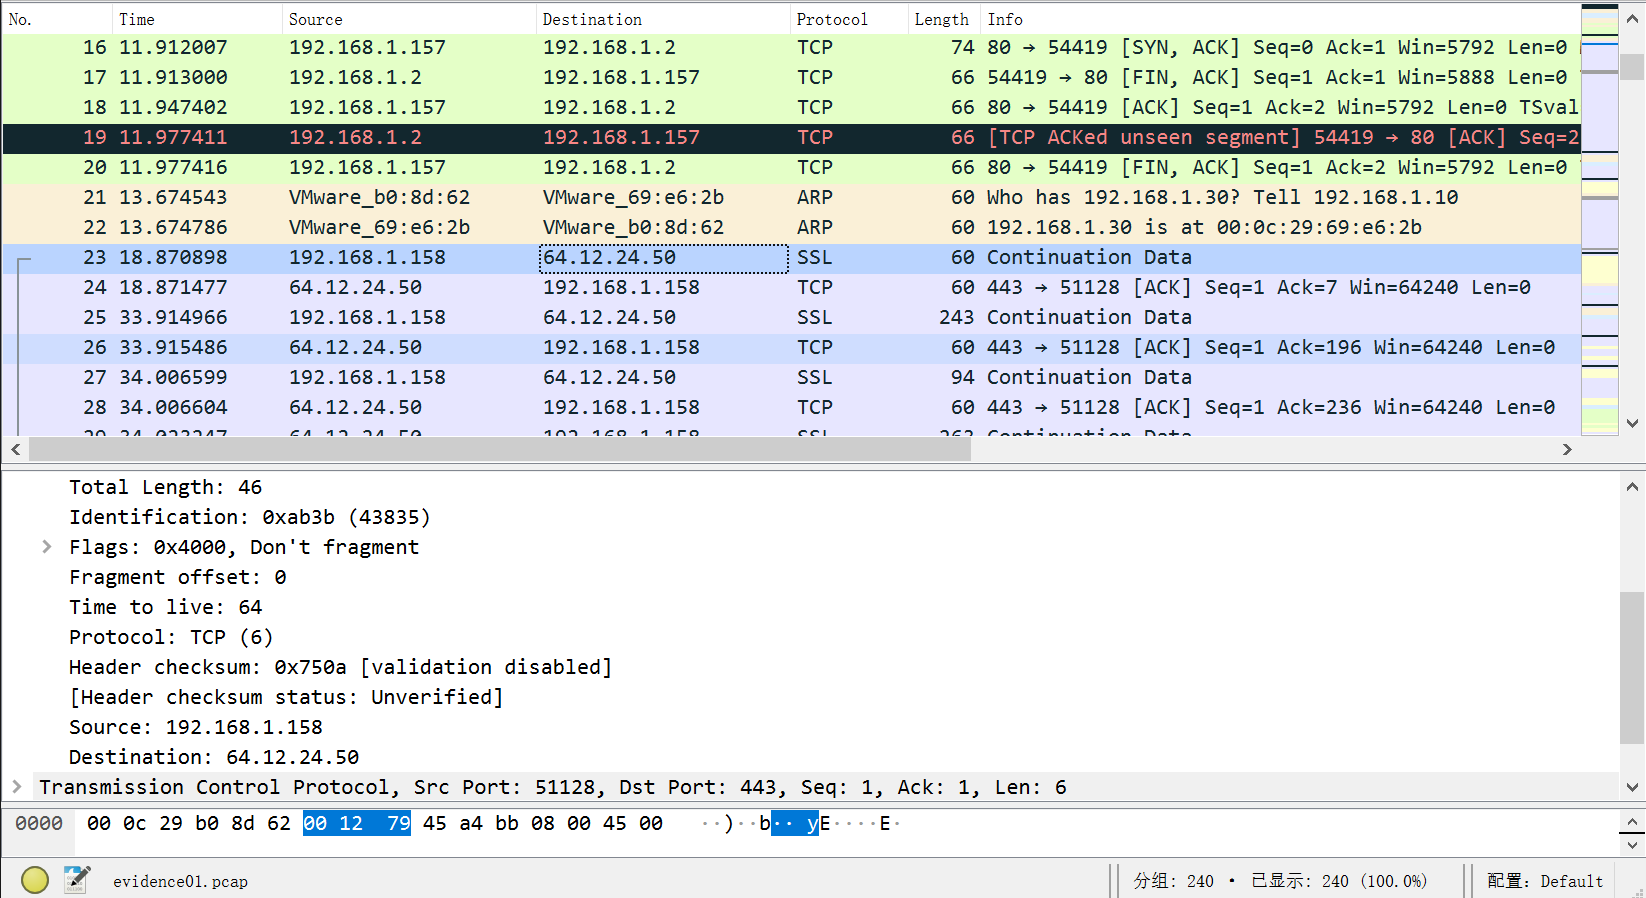 No. Time Source Destination Protocol Length Info
16 11.912007 192.168.1.157 192.168.1.2 TCP 74 80 → 54419 [SYN, ACK] Seq=0 Ack=1 Win=5792 Len=0
17 11.913000 192.168.1.2 192.168.1.157 TCP 66 54419 → 80 [FIN, ACK] Seq=1 Ack=1 Win=5888 Len=0
18 11.947402 192.168.1.157 192.168.1.2 TCP 66 80 → 54419 [ACK] Seq=1 Ack=2 Win=5792 Len=0 TSval
19 11.977411 192.168.1.2 192.168.1.157 TCP 66 [TCP ACKed unseen segment] 54419 → 80 [ACK] Seq=2
20 11.977416 192.168.1.157 192.168.1.2 TCP 66 80 → 54419 [FIN, ACK] Seq=1 Ack=2 Win=5792 Len=0
21 13.674543 VMware_b0:8d:62 VMware_69:e6:2b ARP 60 Who has 192.168.1.30? Tell 192.168.1.10
22 13.674786 VMware_69:e6:2b VMware_b0:8d:62 ARP 60 192.168.1.30 is at 00:0c:29:69:e6:2b
23 18.870898 192.168.1.158 64.12.24.50 SSL 60 Continuation Data
24 18.871477 64.12.24.50 192.168.1.158 TCP 60 443 → 51128 [ACK] Seq=1 Ack=7 Win=64240 Len=0
25 33.914966 192.168.1.158 64.12.24.50 SSL 243 Continuation Data
26 33.915486 64.12.24.50 192.168.1.158 TCP 60 443 → 51128 [ACK] Seq=1 Ack=196 Win=64240 Len=0
27 34.006599 192.168.1.158 64.12.24.50 SSL 94 Continuation Data
28 34.006604 64.12.24.50 192.168.1.158 TCP 60 443 → 51128 [ACK] Seq=1 Ack=236 Win=64240 Len=0
Total Length: 46
Identification: 0xab3b (43835)
Flags: 0x4000, Don't fragment
Fragment offset: 0
Time to live: 64
Protocol: TCP (6)
Header checksum: 0x750a [validation disabled]
[Header checksum status: Unverified]
Source: 192.168.1.158
Destination: 64.12.24.50
Transmission Control Protocol, Src Port: 51128, Dst Port: 443, Seq: 1, Ack: 1, Len: 6
0000 00 0c 29 b0 8d 62 00 12 79 45 a4 bb 08 00 45 00 ··)··b·· yE····E·
evidence01.pcap 分组: 240 · 已显示: 240 (100.0%) 配置: Default